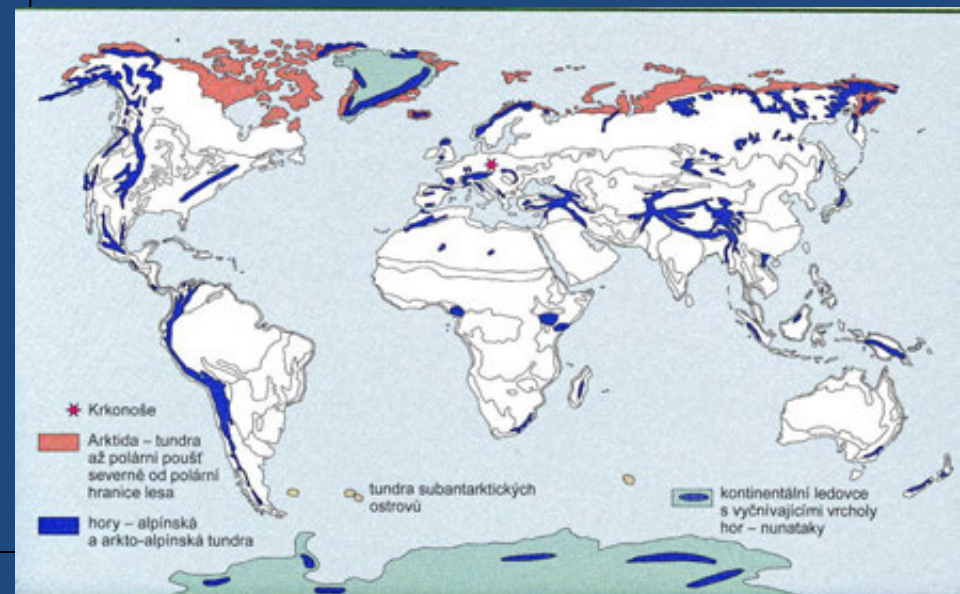 Krkonoše
Arktida – tundra
až polární poušť
severně od polární
hranice lesa
hory – alpínská
a arkto-alpínská tundra
tundra subantarktických
ostrovů
kontinentální ledovce
s vyčnívajícími vrcholy
hor – nunataky